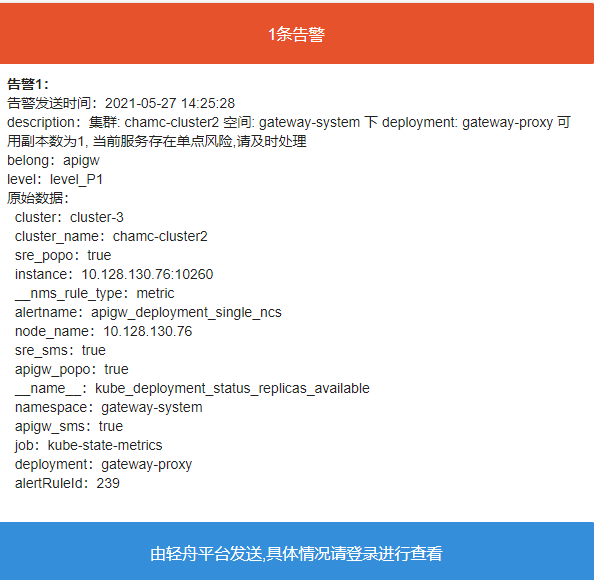 1条告警
告警1：
告警发送时间：2021-05-27 14:25:28
description：集群: chamc-cluster2 空间: gateway-system 下 deployment: gateway-proxy 可
用副本数为1, 当前服务存在单点风险,请及时处理
belong：apigw
level：level_P1
原始数据：
cluster：cluster-3
cluster_name：chamc-cluster2
sre_popo：true
instance：10.128.130.76:10260
__nms_rule_type：metric
alertname：apigw_deployment_single_ncs
node_name：10.128.130.76
sre_sms：true
apigw_popo：true
__name__：kube_deployment_status_replicas_available
namespace：gateway-system
apigw_sms：true
job：kube-state-metrics
deployment：gateway-proxy
alertRuleId：239
由轻舟平台发送,具体情况请登录进行查看